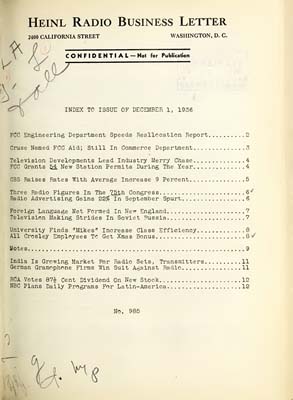 HEINL RADIO BUSINESS LETTER
2400 CALIFORNIA STREET WASHINGTON, D. C.
CONFIDENTIAL—Not for Publication
INDEX TO ISSUE OF DECEMBER 1, 1936
FCC Engineering Department Speeds Reallocation Report..........2
Cruse Named FCC Aid; Still In Commerce Department..............3
Television Developments Lead Industry Merry Chase..............4
FCC Grants 54 New Station Permits During The Year..............4
CBS Raises Rates With Average Increase 9 Percent...............5
Three Radio Figures In The 75th Congress.......................6
Radio Advertising Gains 22% In September Spurt.................6
Foreign Language Net Formed In New England.....................7
Television Making Strides In Soviet Russia.....................7
University Finds "Mikes" Increase Class Efficiency.............8
All Crosley Employees To Get Xmas Bonus........................8
Notes..........................................................9
India Is Growing Market For Radio Sets, Transmitters..........11
German Gramophone Firms Win Suit Against Radio................11
RCA Votes 87½ Cent Dividend On New Stock......................12
NBC Plans Daily Programs For Latin-America....................12
No. 980